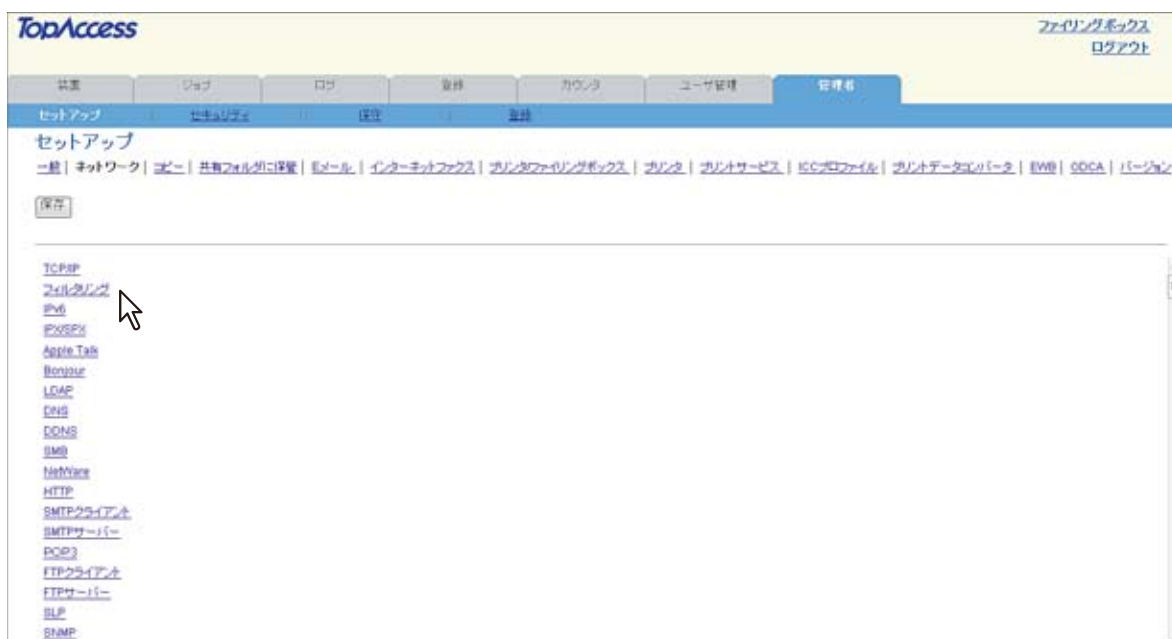 TopAccess
ファイリングボックス
ログアウト
装置 ジョブ ログ 登録 カウンタ ユーザ管理 管理者
セットアップ セキュリティ 保守 登録
セットアップ
一般 | ネットワーク | コピー | 共有フォルダに保管 | Eメール | インターネットファクス | プリンタ/ファイリングボックス | プリンタ | プリントサービス | ICCプロファイル | プリントデータコンバータ | EWB | ODCA | バージョン
保存
TCP/IP
フィルタリング
IPv6
IPX/SPX
Apple Talk
Bonjour
LDAP
DNS
DDNS
SMB
NetWare
HTTP
SMTPクライアント
SMTPサーバー
POP3
FTPクライアント
FTPサーバー
SLP
SNMP